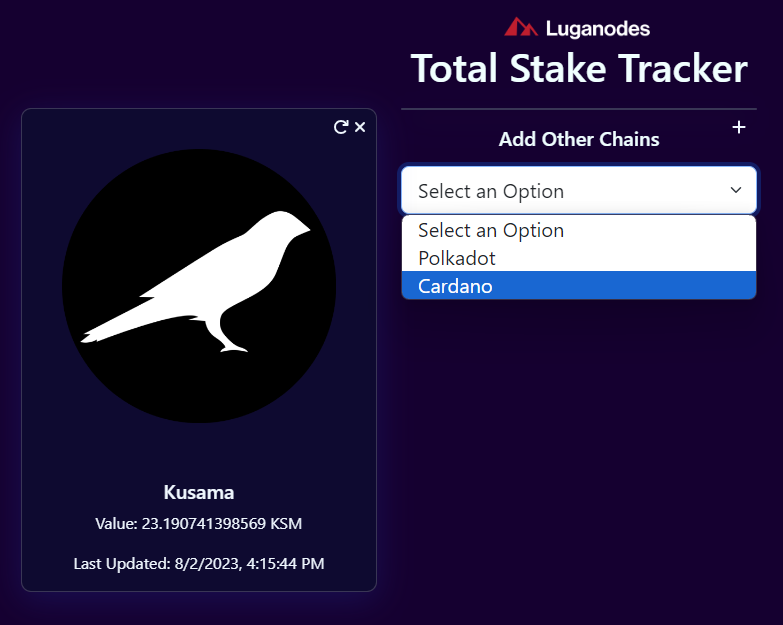 Luganodes
Total Stake Tracker
Add Other Chains
+
Select an Option
Select an Option
Polkadot
Cardano
Kusama
Value: 23.190741398569 KSM
Last Updated: 8/2/2023, 4:15:44 PM